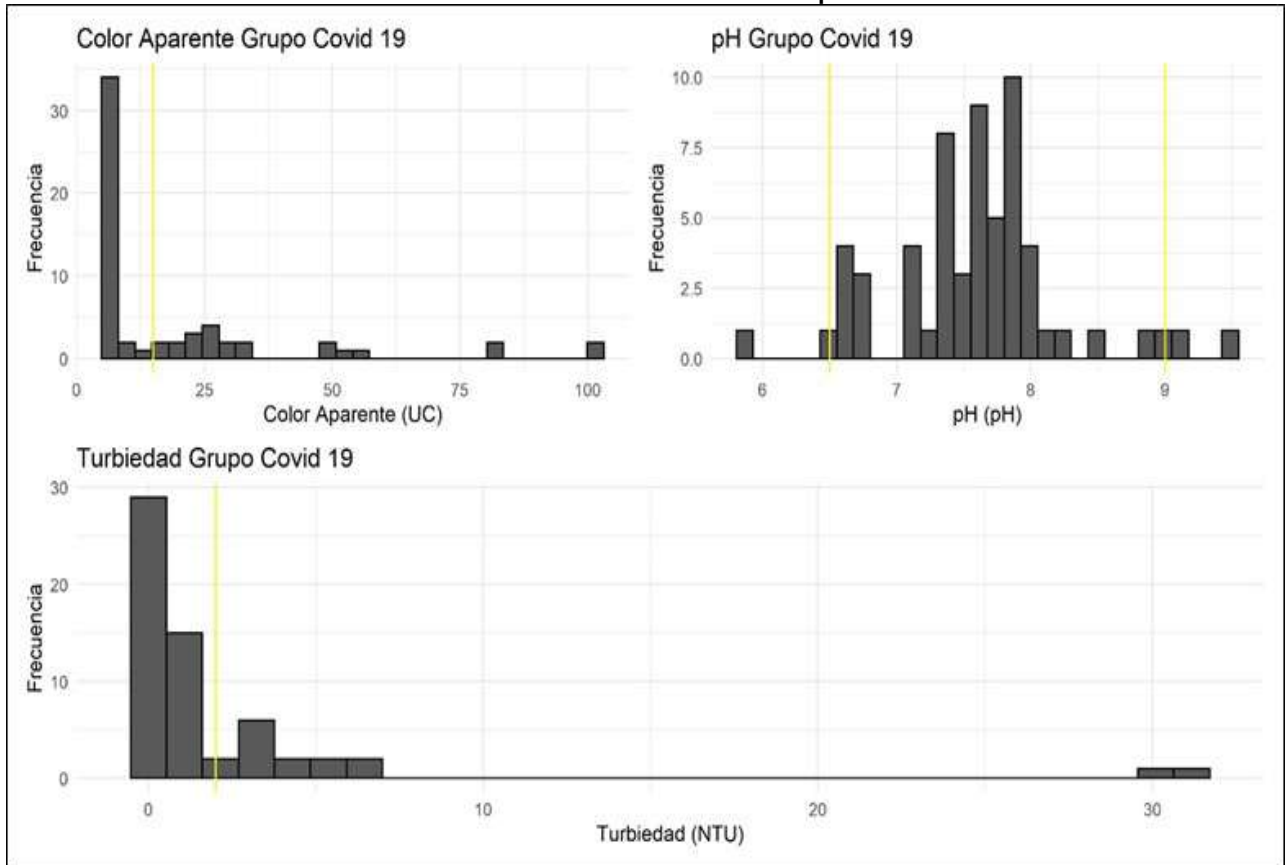 Color Aparente Grupo Covid 19
Frecuencia
30
20
10
0
0 25 50 75 100
Color Aparente (UC)
pH Grupo Covid 19
Frecuencia
10.0
7.5
5.0
2.5
0.0
6 7 8 9
pH (pH)
Turbiedad Grupo Covid 19
Frecuencia
30
20
10
0
0 10 20 30
Turbiedad (NTU)